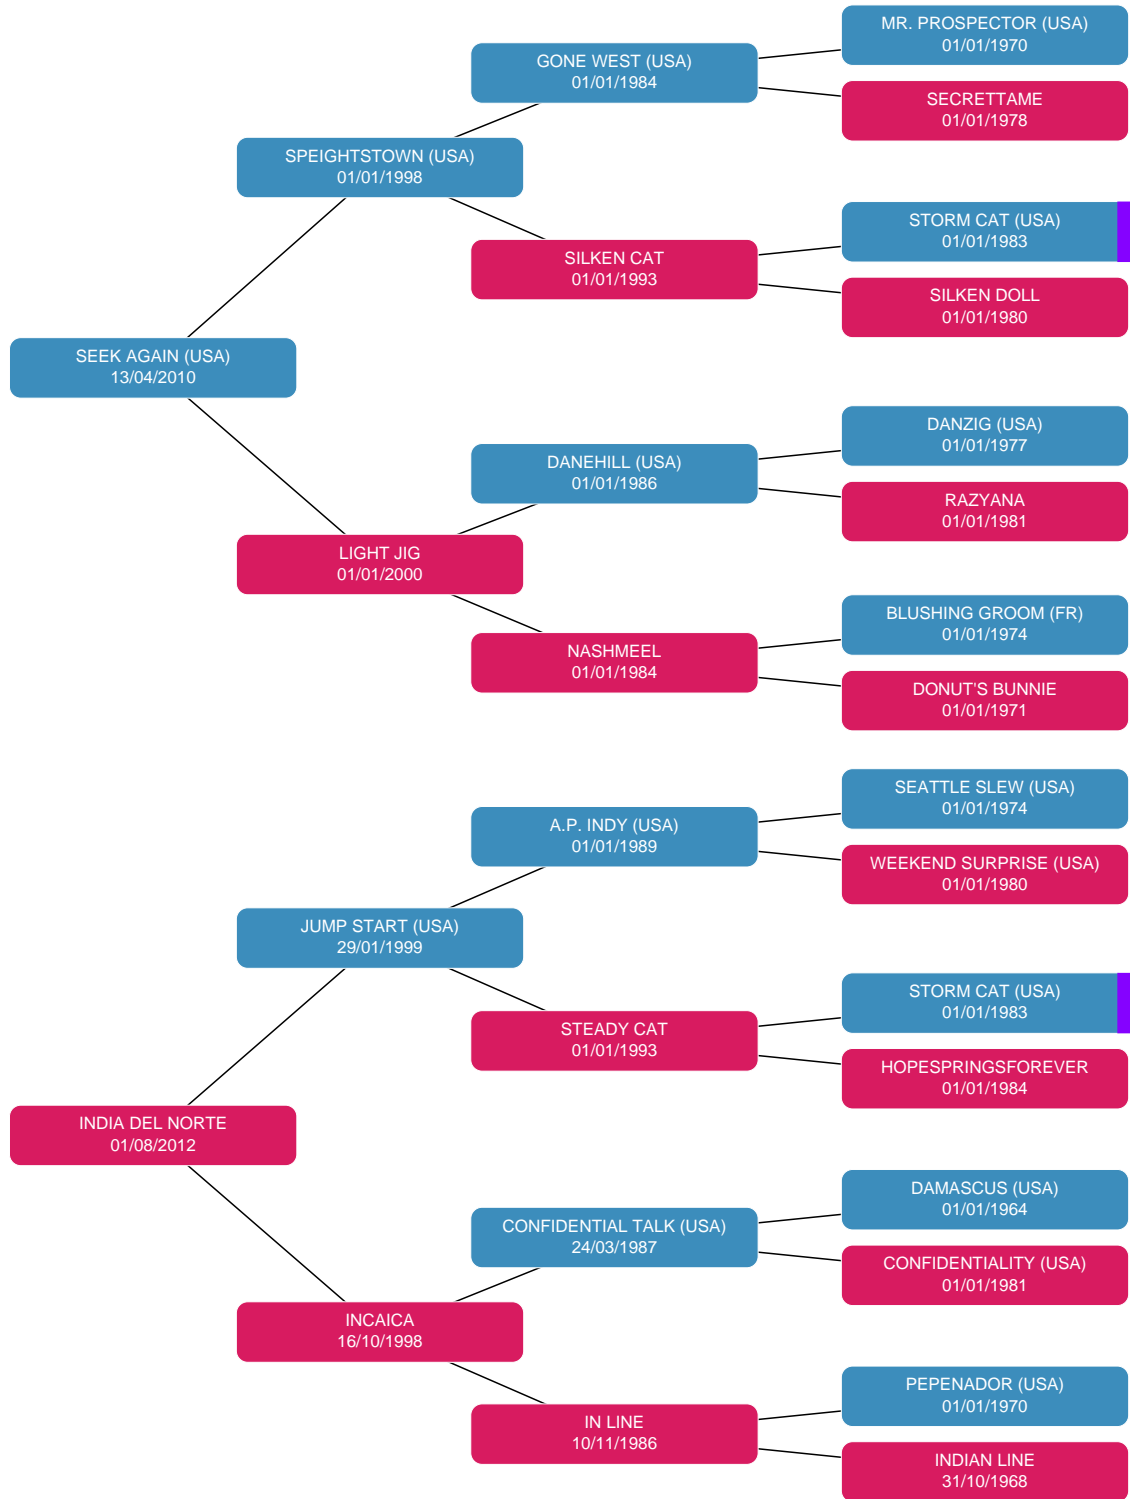 MR. PROSPECTOR (USA)
01/01/1970
GONE WEST (USA)
01/01/1984
SECRETTAME
01/01/1978
SPEIGHTSTOWN (USA)
01/01/1998
STORM CAT (USA)
01/01/1983
SILKEN CAT
01/01/1993
SILKEN DOLL
01/01/1980
SEEK AGAIN (USA)
13/04/2010
DANZIG (USA)
01/01/1977
DANEHILL (USA)
01/01/1986
RAZYANA
01/01/1981
LIGHT JIG
01/01/2000
BLUSHING GROOM (FR)
01/01/1974
NASHMEEL
01/01/1984
DONUT'S BUNNIE
01/01/1971
SEATTLE SLEW (USA)
01/01/1974
A.P. INDY (USA)
01/01/1989
WEEKEND SURPRISE (USA)
01/01/1980
JUMP START (USA)
29/01/1999
STORM CAT (USA)
01/01/1983
STEADY CAT
01/01/1993
HOPESPRINGSFOREVER
01/01/1984
INDIA DEL NORTE
01/08/2012
DAMASCUS (USA)
01/01/1964
CONFIDENTIAL TALK (USA)
24/03/1987
CONFIDENTIALITY (USA)
01/01/1981
INCAICA
16/10/1998
PEPENADOR (USA)
01/01/1970
IN LINE
10/11/1986
INDIAN LINE
31/10/1968